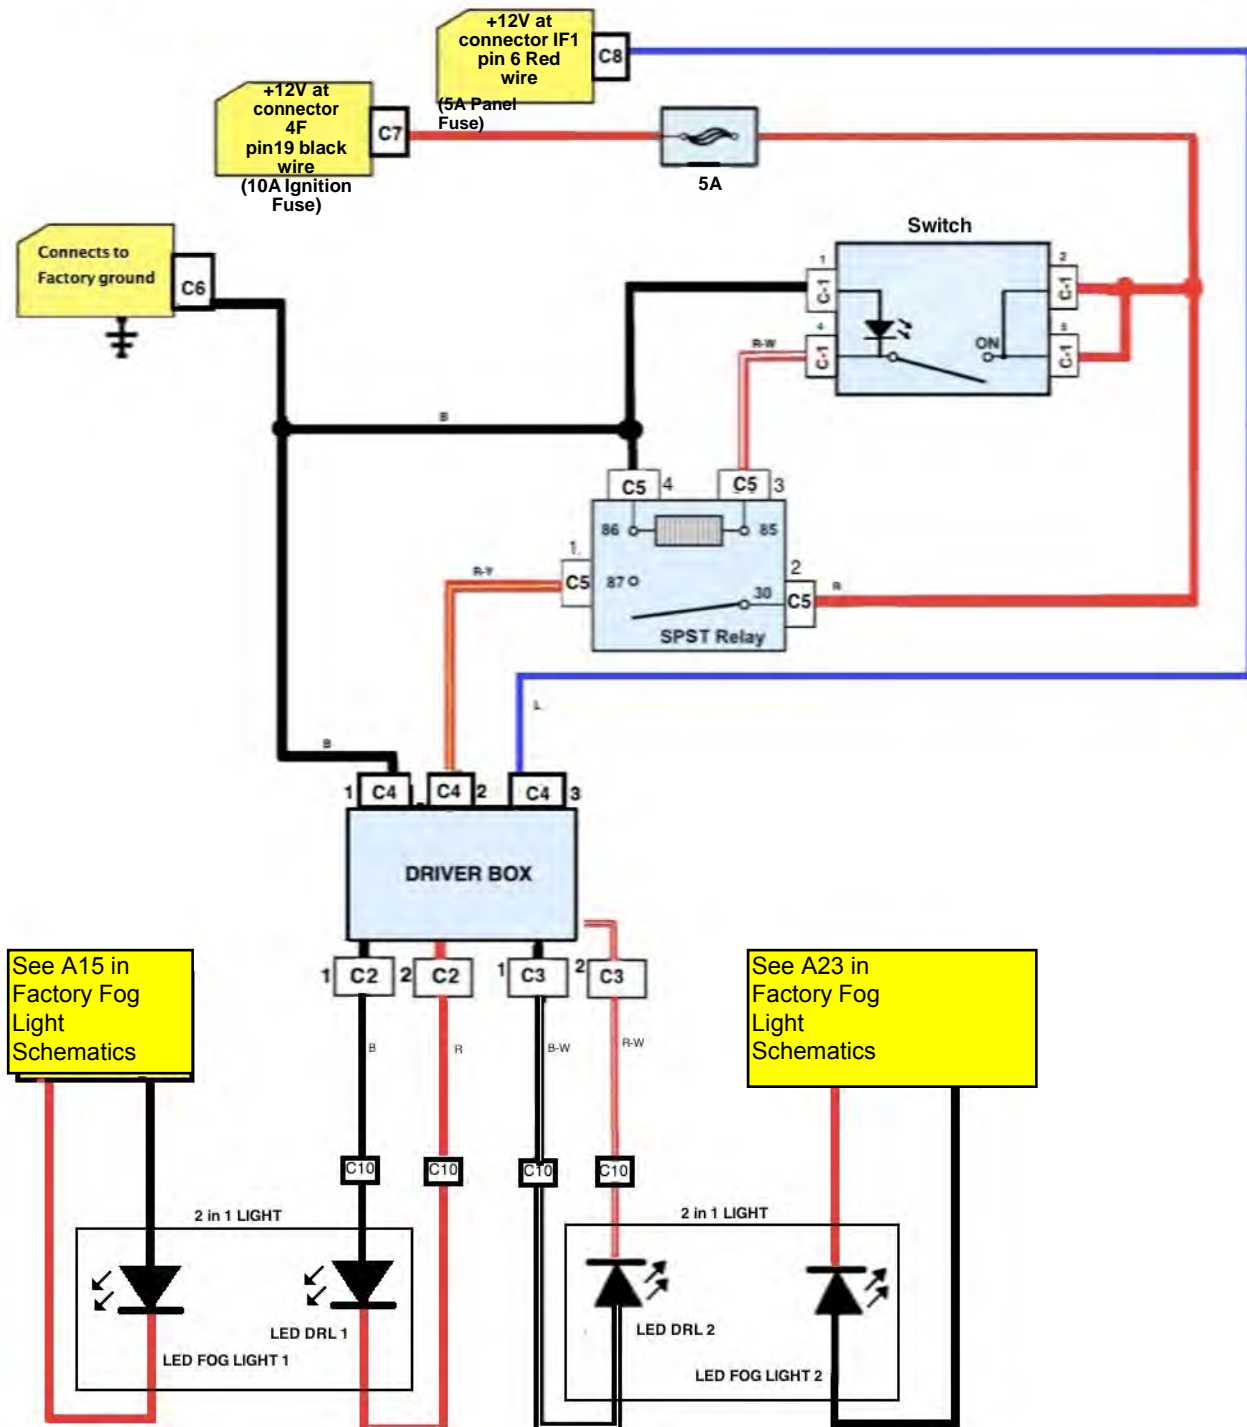 +12V at
connector IF1
pin 6 Red
wire
(5A Panel
Fuse)
C8
+12V at
connector
4F
pin19 black
wire
(10A Ignition
Fuse)
C7
5A
Connects to
Factory ground
C6
Switch
1
C-1
2
C-1
4
C-1
ON
C-1
R-W
B
C5 4
C5 3
86
85
1.
C5
87
R-Y
2
30
C5
R
SPST Relay
L
B
1 C4
C4 2
C4 3
DRIVER BOX
1 C2
2 C2
1 C3
2 C3
See A15 in
Factory Fog
Light
Schematics
See A23 in
Factory Fog
Light
Schematics
B
R
B-W
R-W
C10
C10
C10
C10
2 in 1 LIGHT
2 in 1 LIGHT
LED DRL 1
LED FOG LIGHT 1
LED DRL 2
LED FOG LIGHT 2